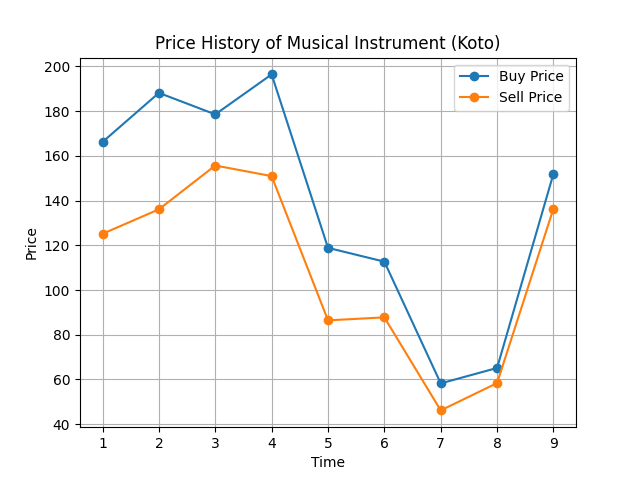 Price History of Musical Instrument (Koto)
Buy Price
Sell Price
200
180
160
140
120
100
80
60
40
Price
1 2 3 4 5 6 7 8 9
Time